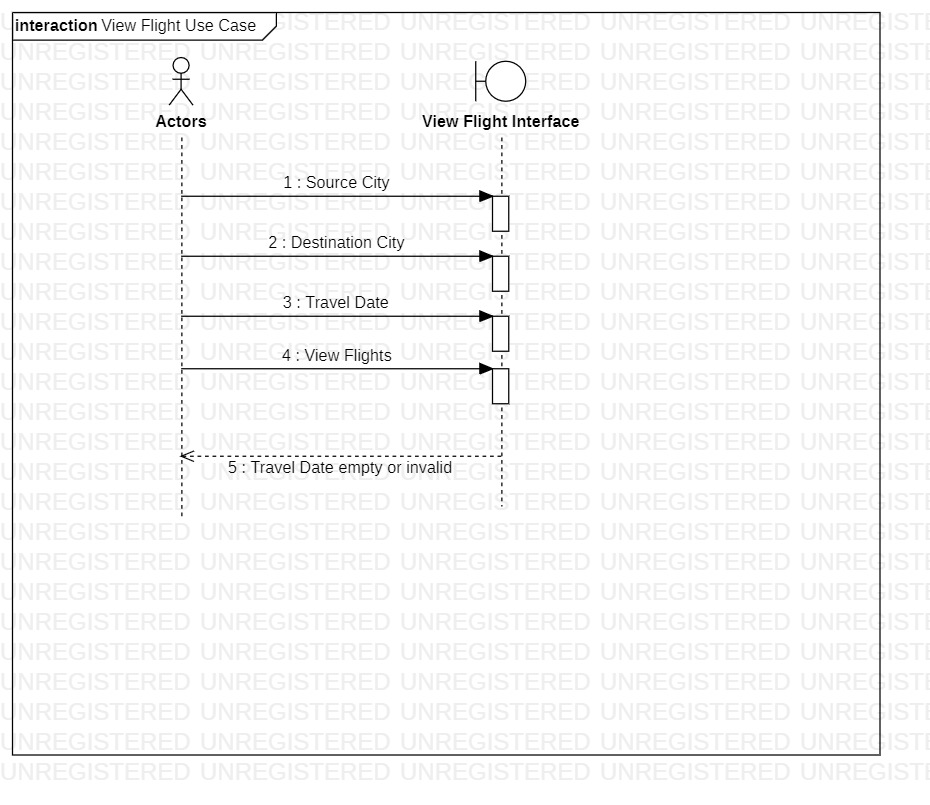 interaction View Flight Use Case
Actors
View Flight Interface
1 : Source City
2 : Destination City
3 : Travel Date
4 : View Flights
5 : Travel Date empty or invalid
UNREGISTERED UNREGISTERED UNREGISTERED UNREGISTERED